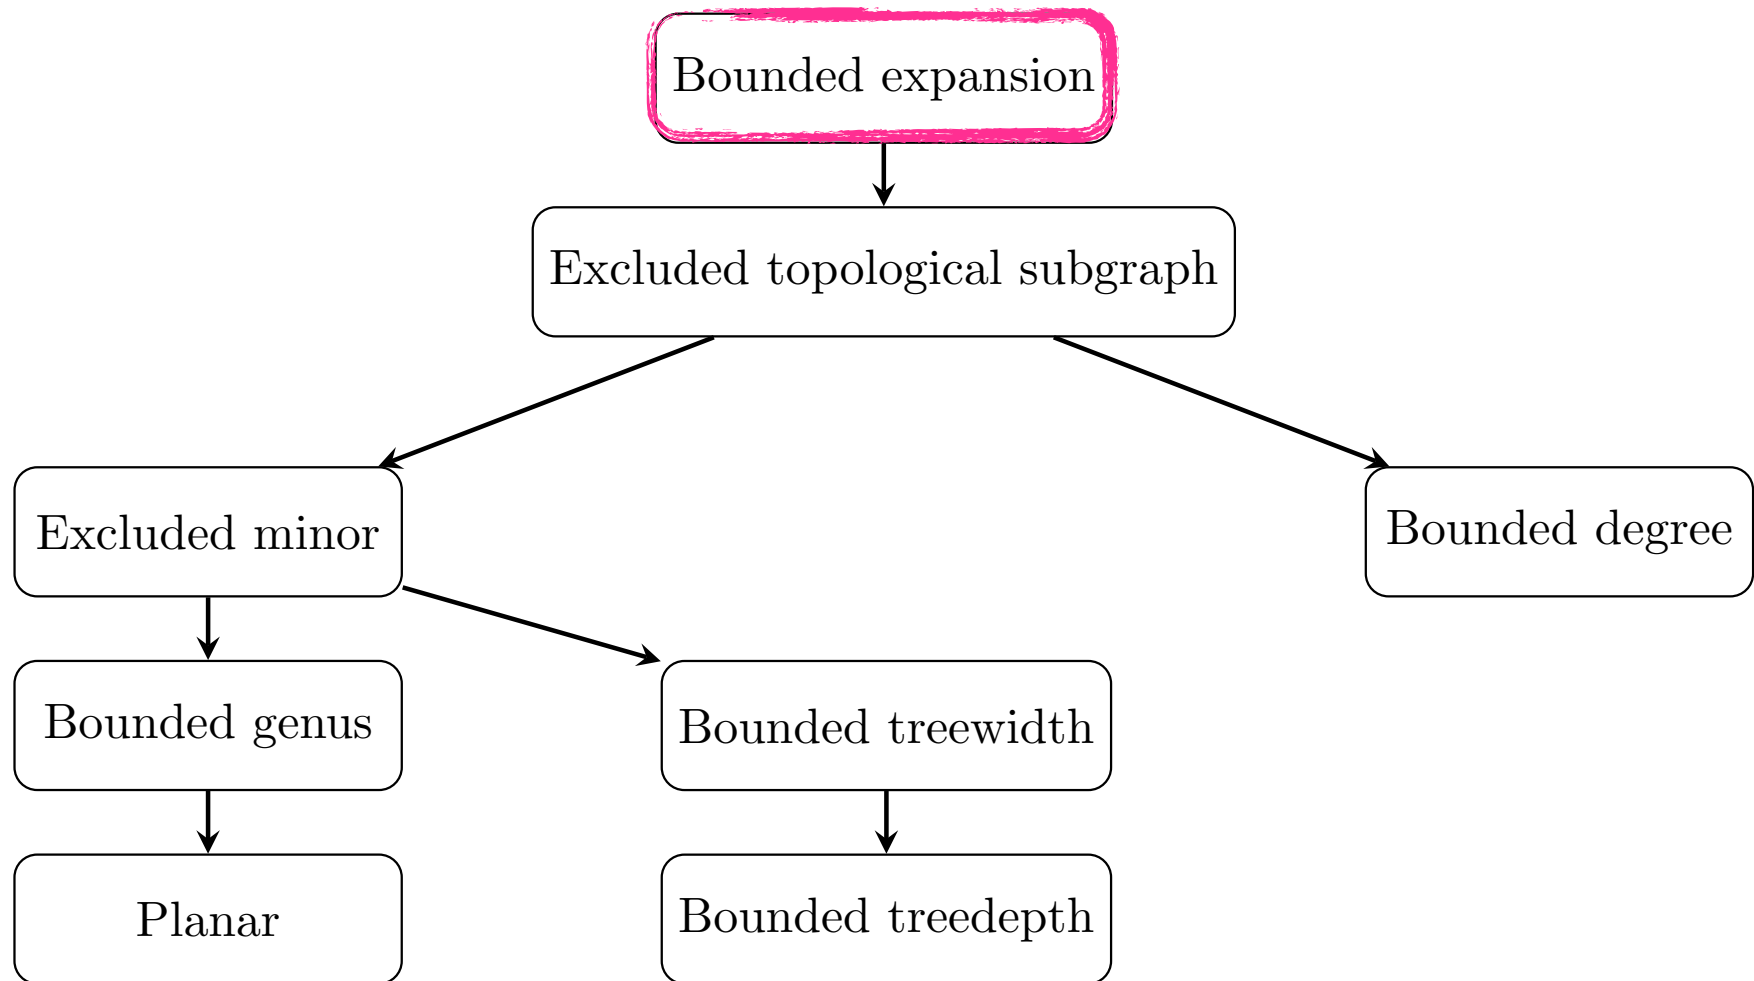 Bounded expansion
Excluded topological subgraph
Excluded minor
Bounded degree
Bounded genus
Bounded treewidth
Planar
Bounded treedepth